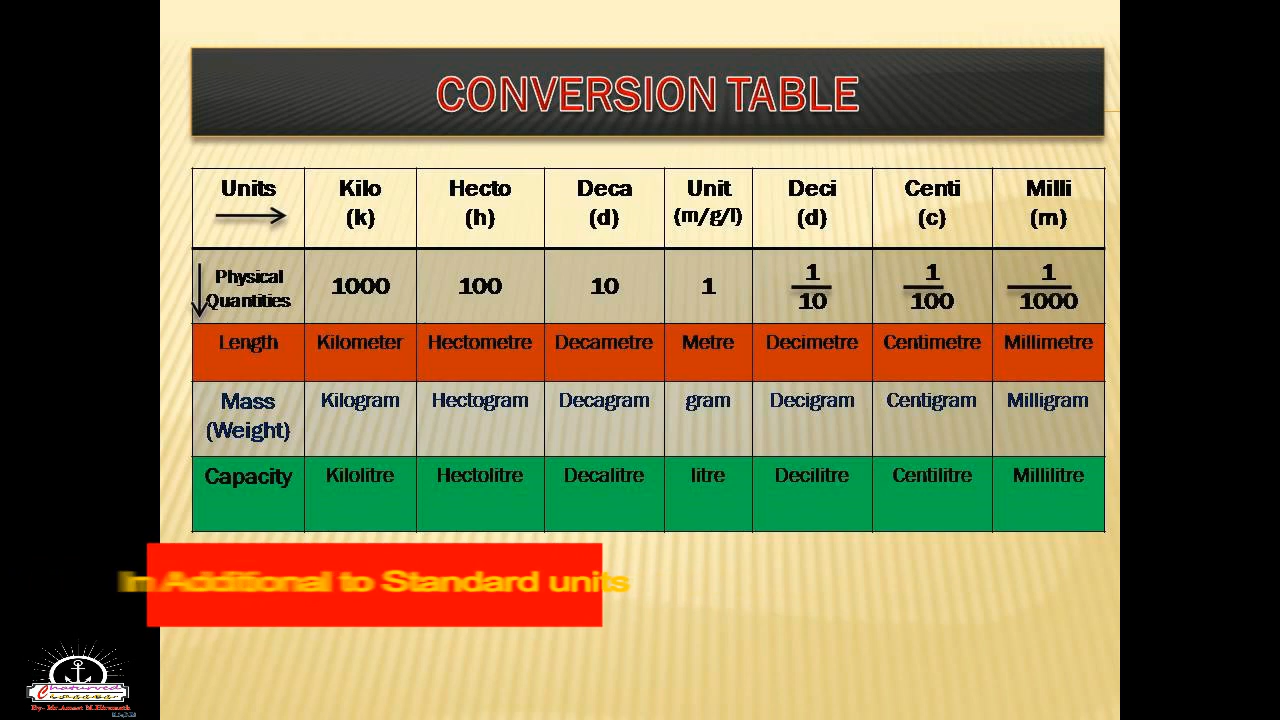 CONVERSION TABLE
Units Kilo (k) Hecto (h) Deca (d) Unit (m/g/l) Deci (d) Centi (c) Milli (m)
Physical Quantities 1000 100 10 1 1/10 1/100 1/1000
Length Kilometer Hectometre Decametre Metre Decimetre Centimetre Millimetre
Mass (Weight) Kilogram Hectogram Decagram gram Decigram Centigram Milligram
Capacity Kilolitre Hectolitre Decalitre litre Decilitre Centilitre Millilitre
In Additional to Standard units